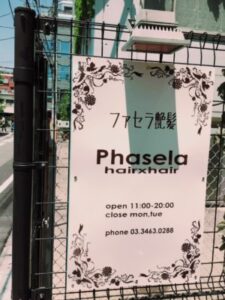 ファセラ艶髪
Phasela
hairxhair
open 11:00-20:00
close mon,tue
phone 03.3463.0288